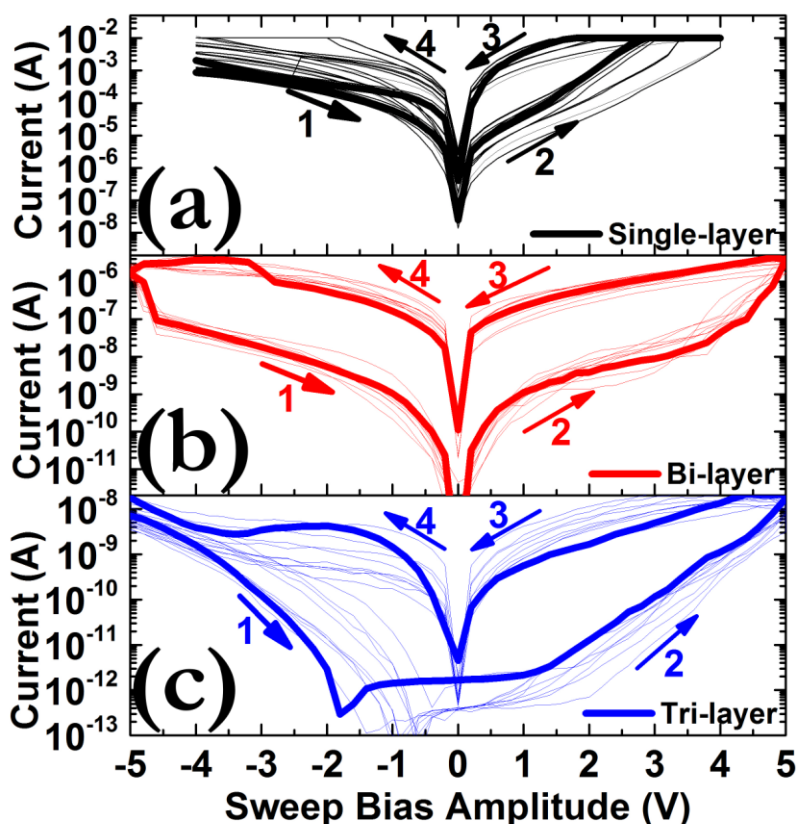 Current (A)
10⁻²
10⁻³
10⁻⁴
10⁻⁵
10⁻⁶
10⁻⁷
10⁻⁸
4
3
1
2
(a)
Single-layer
Current (A)
10⁻⁶
10⁻⁷
10⁻⁸
10⁻⁹
10⁻¹⁰
10⁻¹¹
4
3
1
2
(b)
Bi-layer
Current (A)
10⁻⁸
10⁻⁹
10⁻¹⁰
10⁻¹¹
10⁻¹²
10⁻¹³
4
3
1
2
(c)
Tri-layer
-5 -4 -3 -2 -1 0 1 2 3 4 5
Sweep Bias Amplitude (V)